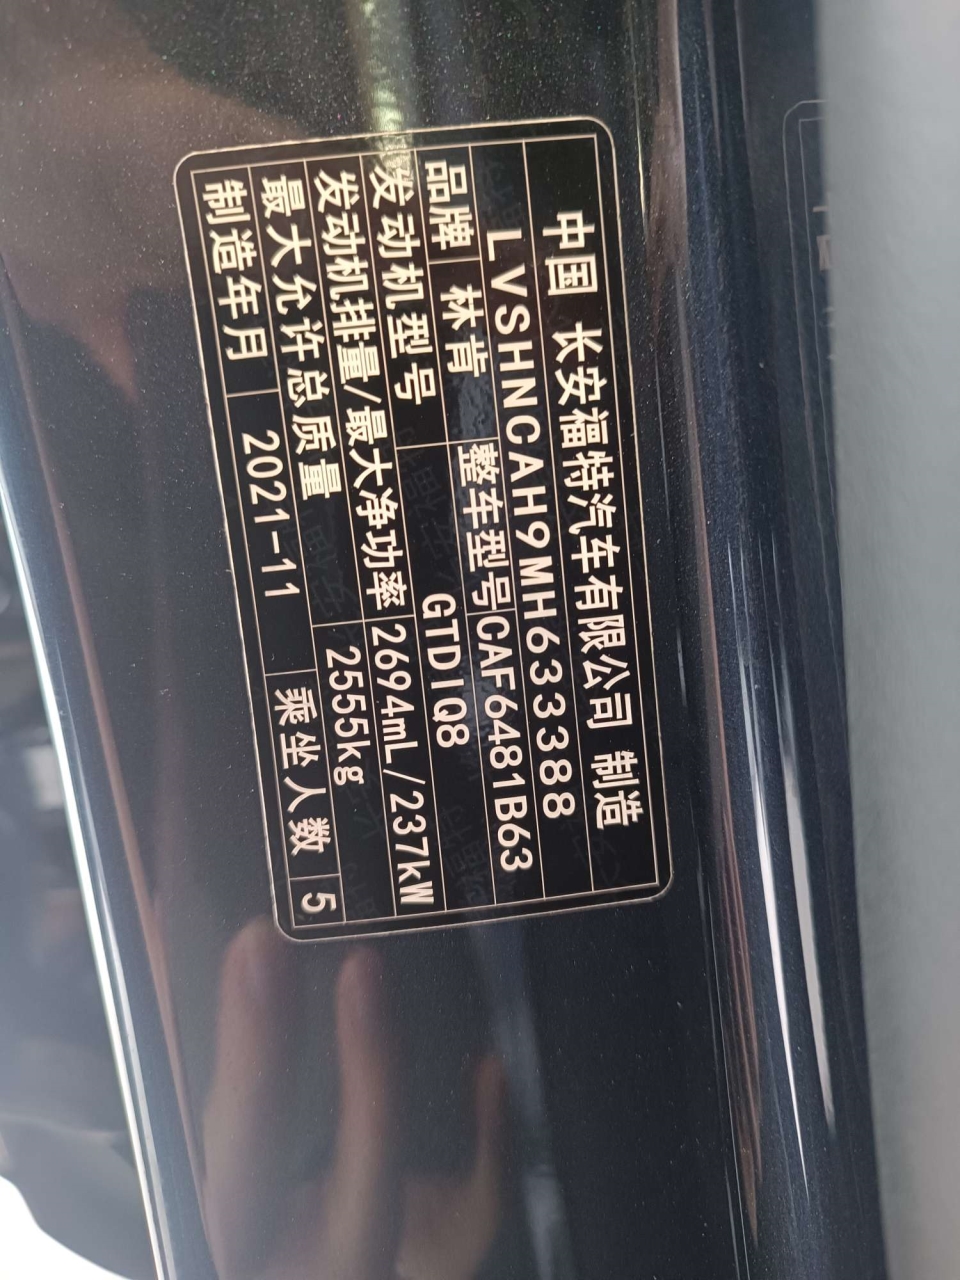 中国 长安福特汽车有限公司 制造
LVSHNCAH9MH633388
品牌 林肯 整车型号 CAF6481B63
发动机型号 GTDIQ8
发动机排量/最大净功率 2694mL/237kW
最大允许总质量 2555kg
制造年月 2021-11 乘坐人数 5